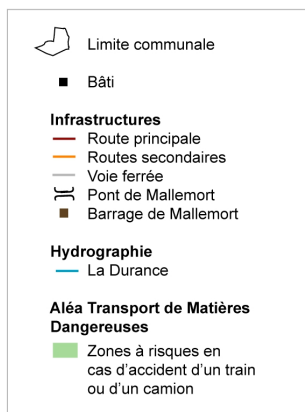 Limite communale
Bâti
Infrastructures
Route principale
Routes secondaires
Voie ferrée
Pont de Mallemort
Barrage de Mallemort
Hydrographie
La Durance
Aléa Transport de Matières
Dangereuses
Zones à risques en
cas d'accident d'un train
ou d'un camion